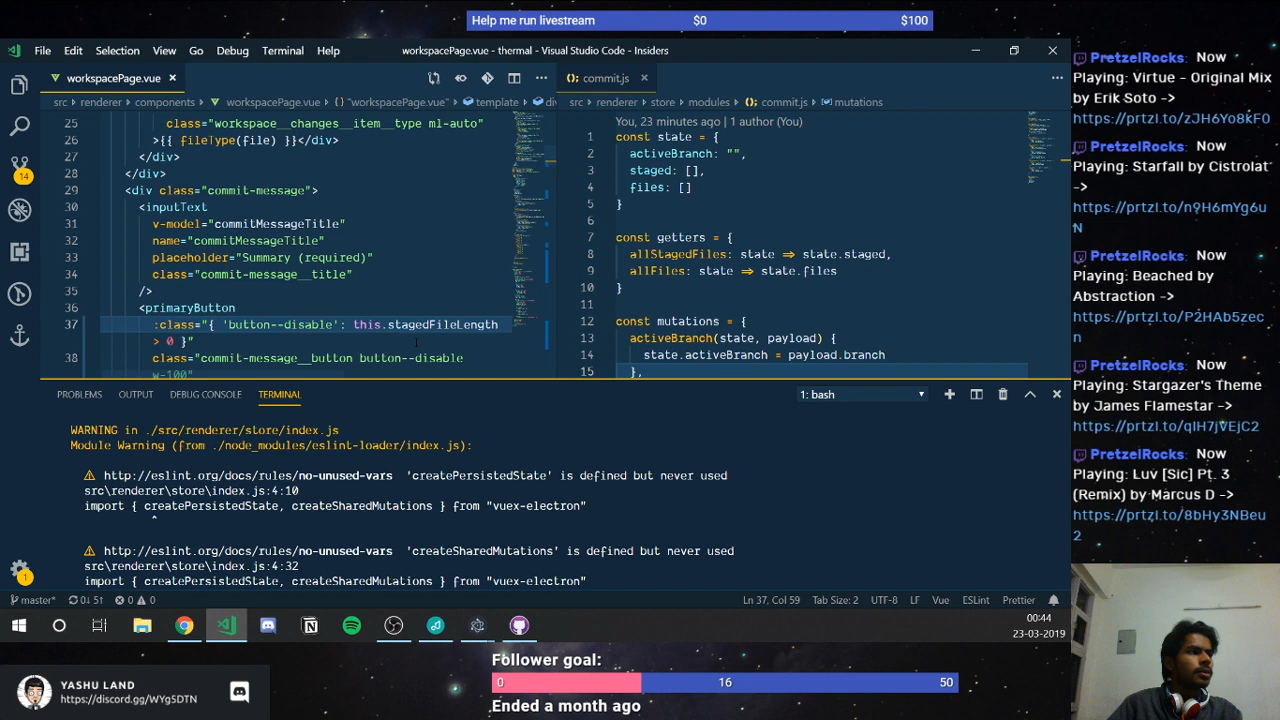 Help me run livestream $0 $100
File Edit Selection View Go Debug Terminal Help workspacePage.vue - thermal - Visual Studio Code - Insiders
workspacePage.vue
src renderer components workspacePage.vue "workspacePage.vue" template
25 class="workspace__changes__item__type ml-auto"
26 >{{ fileType(file) }}</div>
27 </div>
28 </div>
29 <div class="commit-message">
30 <inputText
31 v-model="commitMessageTitle"
32 name="commitMessageTitle"
33 placeholder="Summary (required)"
34 class="commit-message__title"
35 />
36 <primaryButton
37 :class="{ 'button--disable': this.stagedFileLength
> 0 }"
38 class="commit-message__button button--disable
w-100"
commit.js
src renderer store modules commit.js mutations
You, 23 minutes ago | 1 author (You)
1 const state = {
2 activeBranch: "",
3 staged: [],
4 files: []
5 }
6
7 const getters = {
8 allStagedFiles: state => state.staged,
9 allFiles: state => state.files
10 }
11
12 const mutations = {
13 activeBranch(state, payload) {
14 state.activeBranch = payload.branch
15 },
14
1
PROBLEMS OUTPUT DEBUG CONSOLE TERMINAL 1: bash
WARNING in ./src/renderer/store/index.js
Module Warning (from ./node_modules/eslint-loader/index.js):
⚠ http://eslint.org/docs/rules/no-unused-vars 'createPersistedState' is defined but never used
src\renderer\store\index.js:4:10
import { createPersistedState, createSharedMutations } from "vuex-electron"
^
⚠ http://eslint.org/docs/rules/no-unused-vars 'createSharedMutations' is defined but never used
src\renderer\store\index.js:4:32
import { createPersistedState, createSharedMutations } from "vuex-electron"
master* 0↓ 5↑ 0 0 Ln 37, Col 59 Tab Size: 2 UTF-8 LF Vue ESLint Prettier
00:44
23-03-2019
PretzelRocks: Now
Playing: Virtue - Original Mix
by Erik Soto ->
https://prtzl.to/zJH6Yo8kF0
PretzelRocks: Now
Playing: Starfall by Cistrolat
->
https://prtzl.to/n9H6mYg6u
N
PretzelRocks: Now
Playing: Beached by
Abstraction ->
https://prtzl.to/P2HAb5zec
n
PretzelRocks: Now
Playing: Stargazer's Theme
by James Flamestar ->
https://prtzl.to/qlH7jVEjC2
PretzelRocks: Now
Playing: Luv [Sic] Pt. 3
(Remix) by Marcus D ->
https://prtzl.to/8bHy3NBeu
2
YASHU LAND
https://discord.gg/WYg5DTN
Follower goal:
0 16 50
Ended a month ago